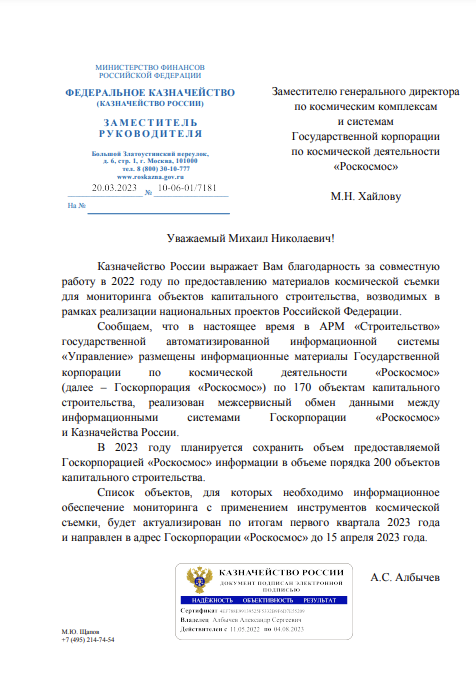 МИНИСТЕРСТВО ФИНАНСОВ
РОССИЙСКОЙ ФЕДЕРАЦИИ
ФЕДЕРАЛЬНОЕ КАЗНАЧЕЙСТВО
(КАЗНАЧЕЙСТВО РОССИИ)
ЗАМЕСТИТЕЛЬ
РУКОВОДИТЕЛЯ
Большой Златоустинский переулок,
д. 6, стр. 1, г. Москва, 101000
тел. 8 (800) 30-10-777
www.roskazna.gov.ru
20.03.2023 № 10-06-01/7181
На №
Заместителю генерального директора
по космическим комплексам
и системам
Государственной корпорации
по космической деятельности
«Роскосмос»
М.Н. Хайлову
Уважаемый Михаил Николаевич!
Казначейство России выражает Вам благодарность за совместную
работу в 2022 году по предоставлению материалов космической съемки
для мониторинга объектов капитального строительства, возводимых в
рамках реализации национальных проектов Российской Федерации.
Сообщаем, что в настоящее время в АРМ «Строительство»
государственной автоматизированной информационной системы
«Управление» размещены информационные материалы Государственной
корпорации по космической деятельности «Роскосмос»
(далее – Госкорпорация «Роскосмос») по 170 объектам капитального
строительства, реализован межсервисный обмен данными между
информационными системами Госкорпорации «Роскосмос»
и Казначейства России.
В 2023 году планируется сохранить объем предоставляемой
Госкорпорацией «Роскосмос» информации в объеме порядка 200 объектов
капитального строительства.
Список объектов, для которых необходимо информационное
обеспечение мониторинга с применением инструментов космической
съемки, будет актуализирован по итогам первого квартала 2023 года
и направлен в адрес Госкорпорации «Роскосмос» до 15 апреля 2023 года.
КАЗНАЧЕЙСТВО РОССИИ
ДОКУМЕНТ ПОДПИСАН ЭЛЕКТРОННОЙ
ПОДПИСЬЮ
НАДЁЖНОСТЬ ОБЪЕКТИВНОСТЬ РЕЗУЛЬТАТ
Сертификат
Владелец Албычев Александр Сергеевич
Действителен с 11.05.2022 по 04.08.2023
А.С. Албычев
М.Ю. Щанов
+7 (495) 214-74-54